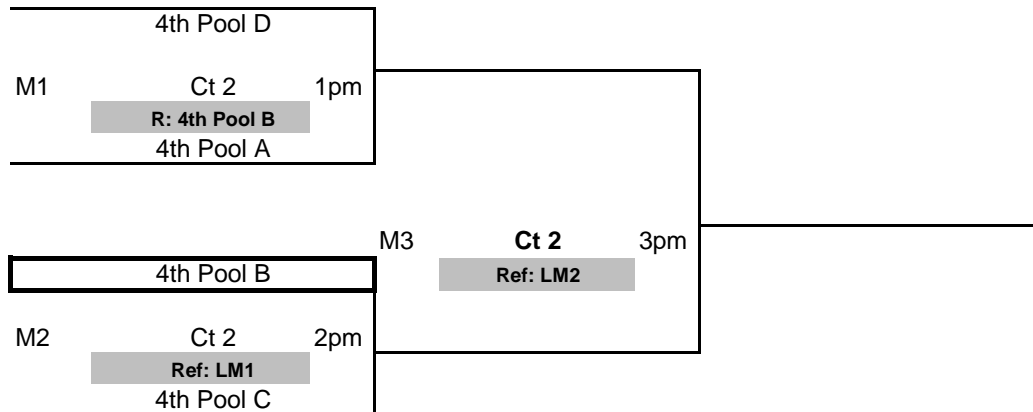 4th Pool D
M1 Ct 2 1pm
R: 4th Pool B
4th Pool A
M3 Ct 2 3pm
Ref: LM2
4th Pool B
M2 Ct 2 2pm
Ref: LM1
4th Pool C